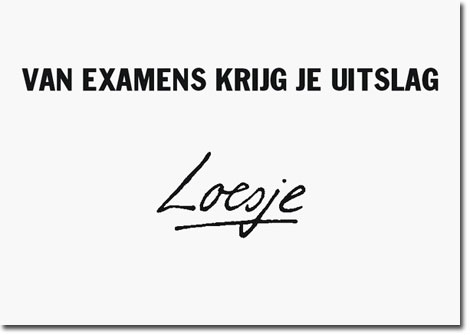 VAN EXAMENS KRIJG JE UITSLAG
Loesje